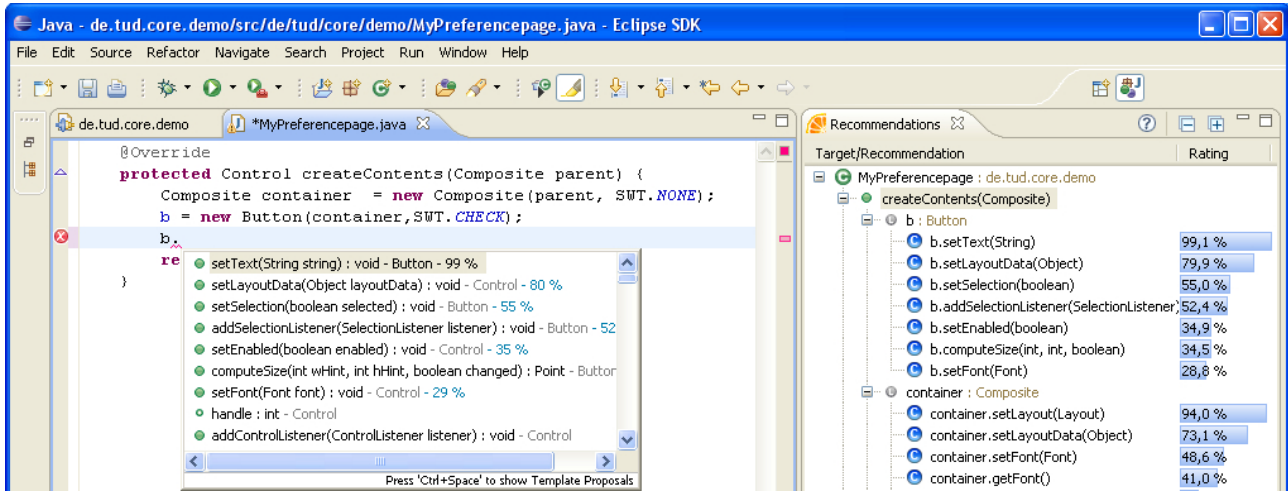 Java - de.tud.core.demo/src/de/tud/core/demo/MyPreferencepage.java - Eclipse SDK
File Edit Source Refactor Navigate Search Project Run Window Help
de.tud.core.demo
*MyPreferencepage.java
@Override
protected Control createContents(Composite parent) {
Composite container = new Composite(parent, SWT.NONE);
b = new Button(container,SWT.CHECK);
b.
re
}
setText(String string) : void - Button - 99 %
setLayoutData(Object layoutData) : void - Control - 80 %
setSelection(boolean selected) : void - Button - 55 %
addSelectionListener(SelectionListener listener) : void - Button - 52
setEnabled(boolean enabled) : void - Control - 35 %
computeSize(int wHint, int hHint, boolean changed) : Point - Button
setFont(Font font) : void - Control - 29 %
handle : int - Control
addControlListener(ControlListener listener) : void - Control
Press 'Ctrl+Space' to show Template Proposals
Recommendations
Target/Recommendation Rating
MyPreferencepage : de.tud.core.demo
createContents(Composite)
b : Button
b.setText(String) 99,1 %
b.setLayoutData(Object) 79,9 %
b.setSelection(boolean) 55,0 %
b.addSelectionListener(SelectionListener) 52,4 %
b.setEnabled(boolean) 34,9 %
b.computeSize(int, int, boolean) 34,5 %
b.setFont(Font) 28,8 %
container : Composite
container.setLayout(Layout) 94,0 %
container.setLayoutData(Object) 73,1 %
container.setFont(Font) 48,6 %
container.getFont() 41,0 %